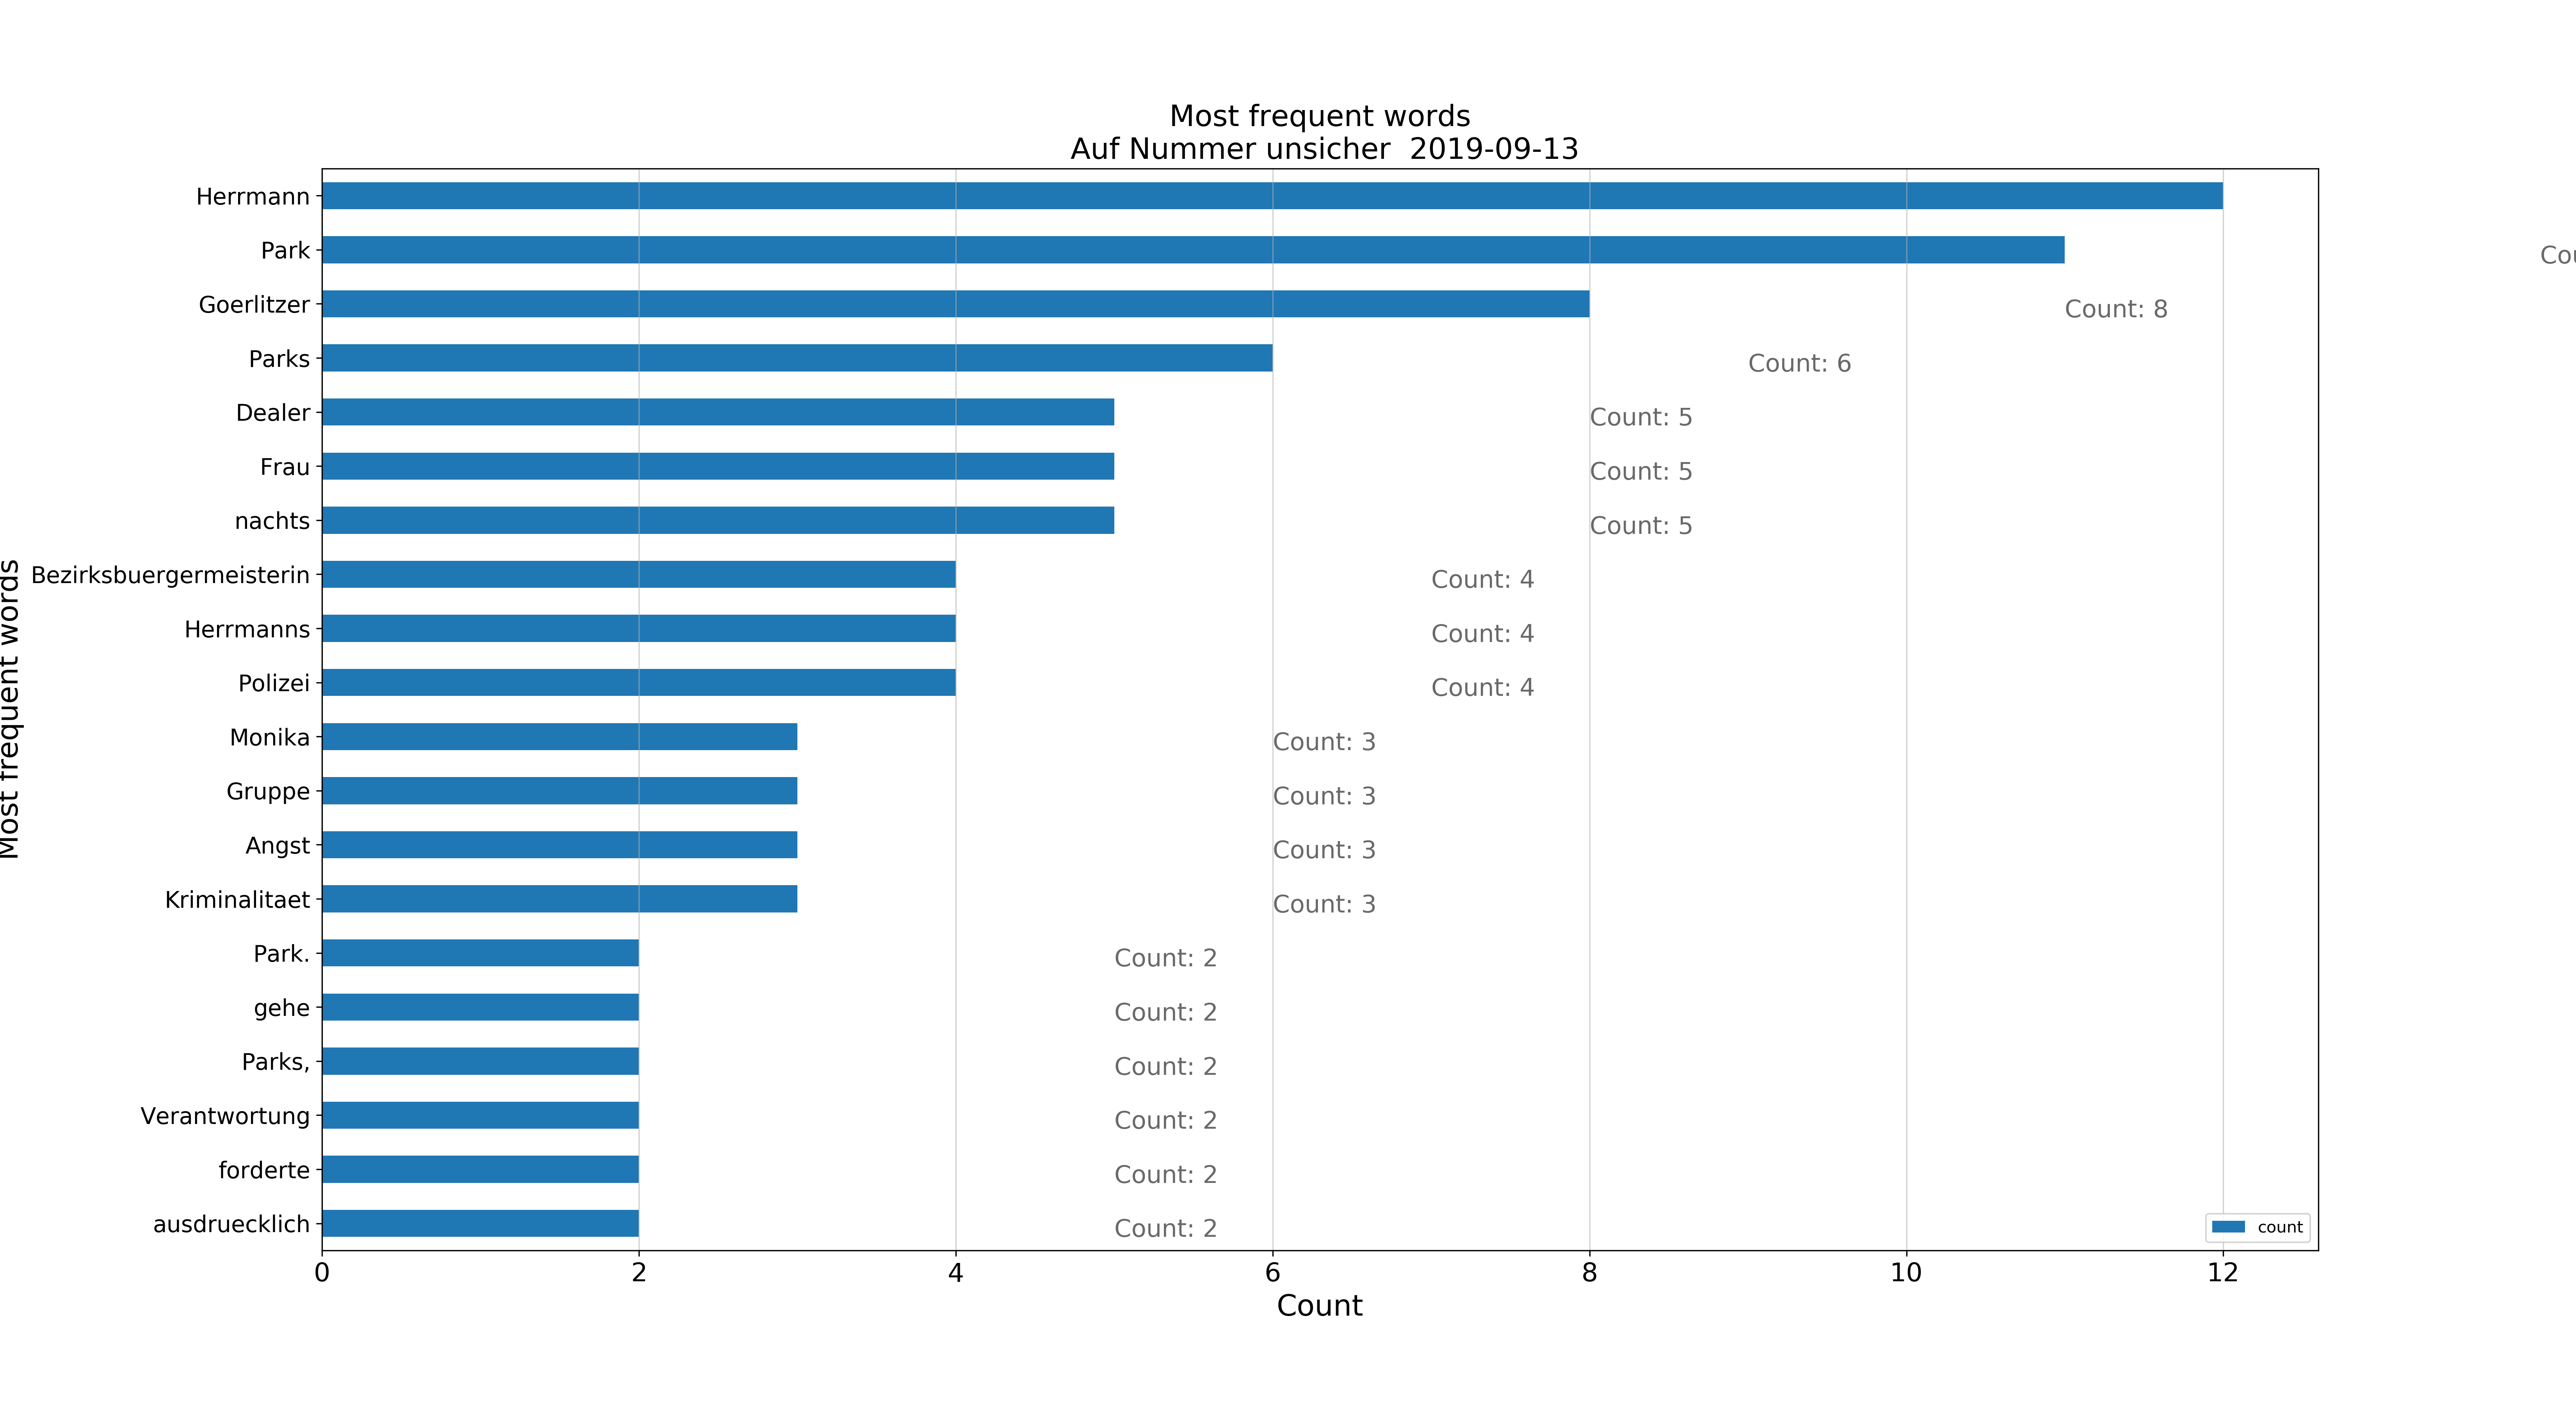 Most frequent words
Auf Nummer unsicher  2019-09-13
Herrmann
Park
Cou
Goerlitzer
Count: 8
Parks
Count: 6
Dealer
Count: 5
Frau
Count: 5
nachts
Count: 5
Bezirksbuergermeisterin
Count: 4
Herrmanns
Count: 4
Polizei
Count: 4
Monika
Count: 3
Gruppe
Count: 3
Angst
Count: 3
Kriminalitaet
Count: 3
Park.
Count: 2
gehe
Count: 2
Parks,
Count: 2
Verantwortung
Count: 2
forderte
Count: 2
ausdruecklich
Count: 2
Most frequent words
count
0 2 4 6 8 10 12
Count